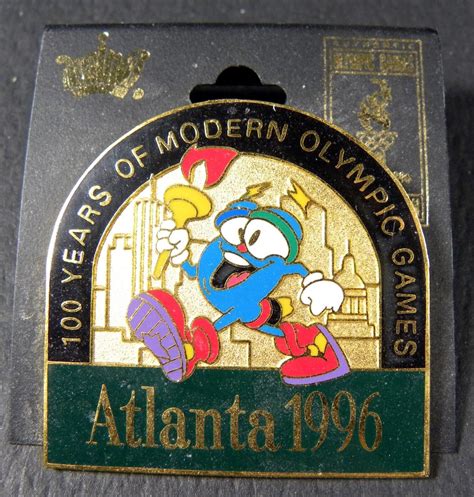 100 YEARS OF MODERN OLYMPIC GAMES
Atlanta 1996